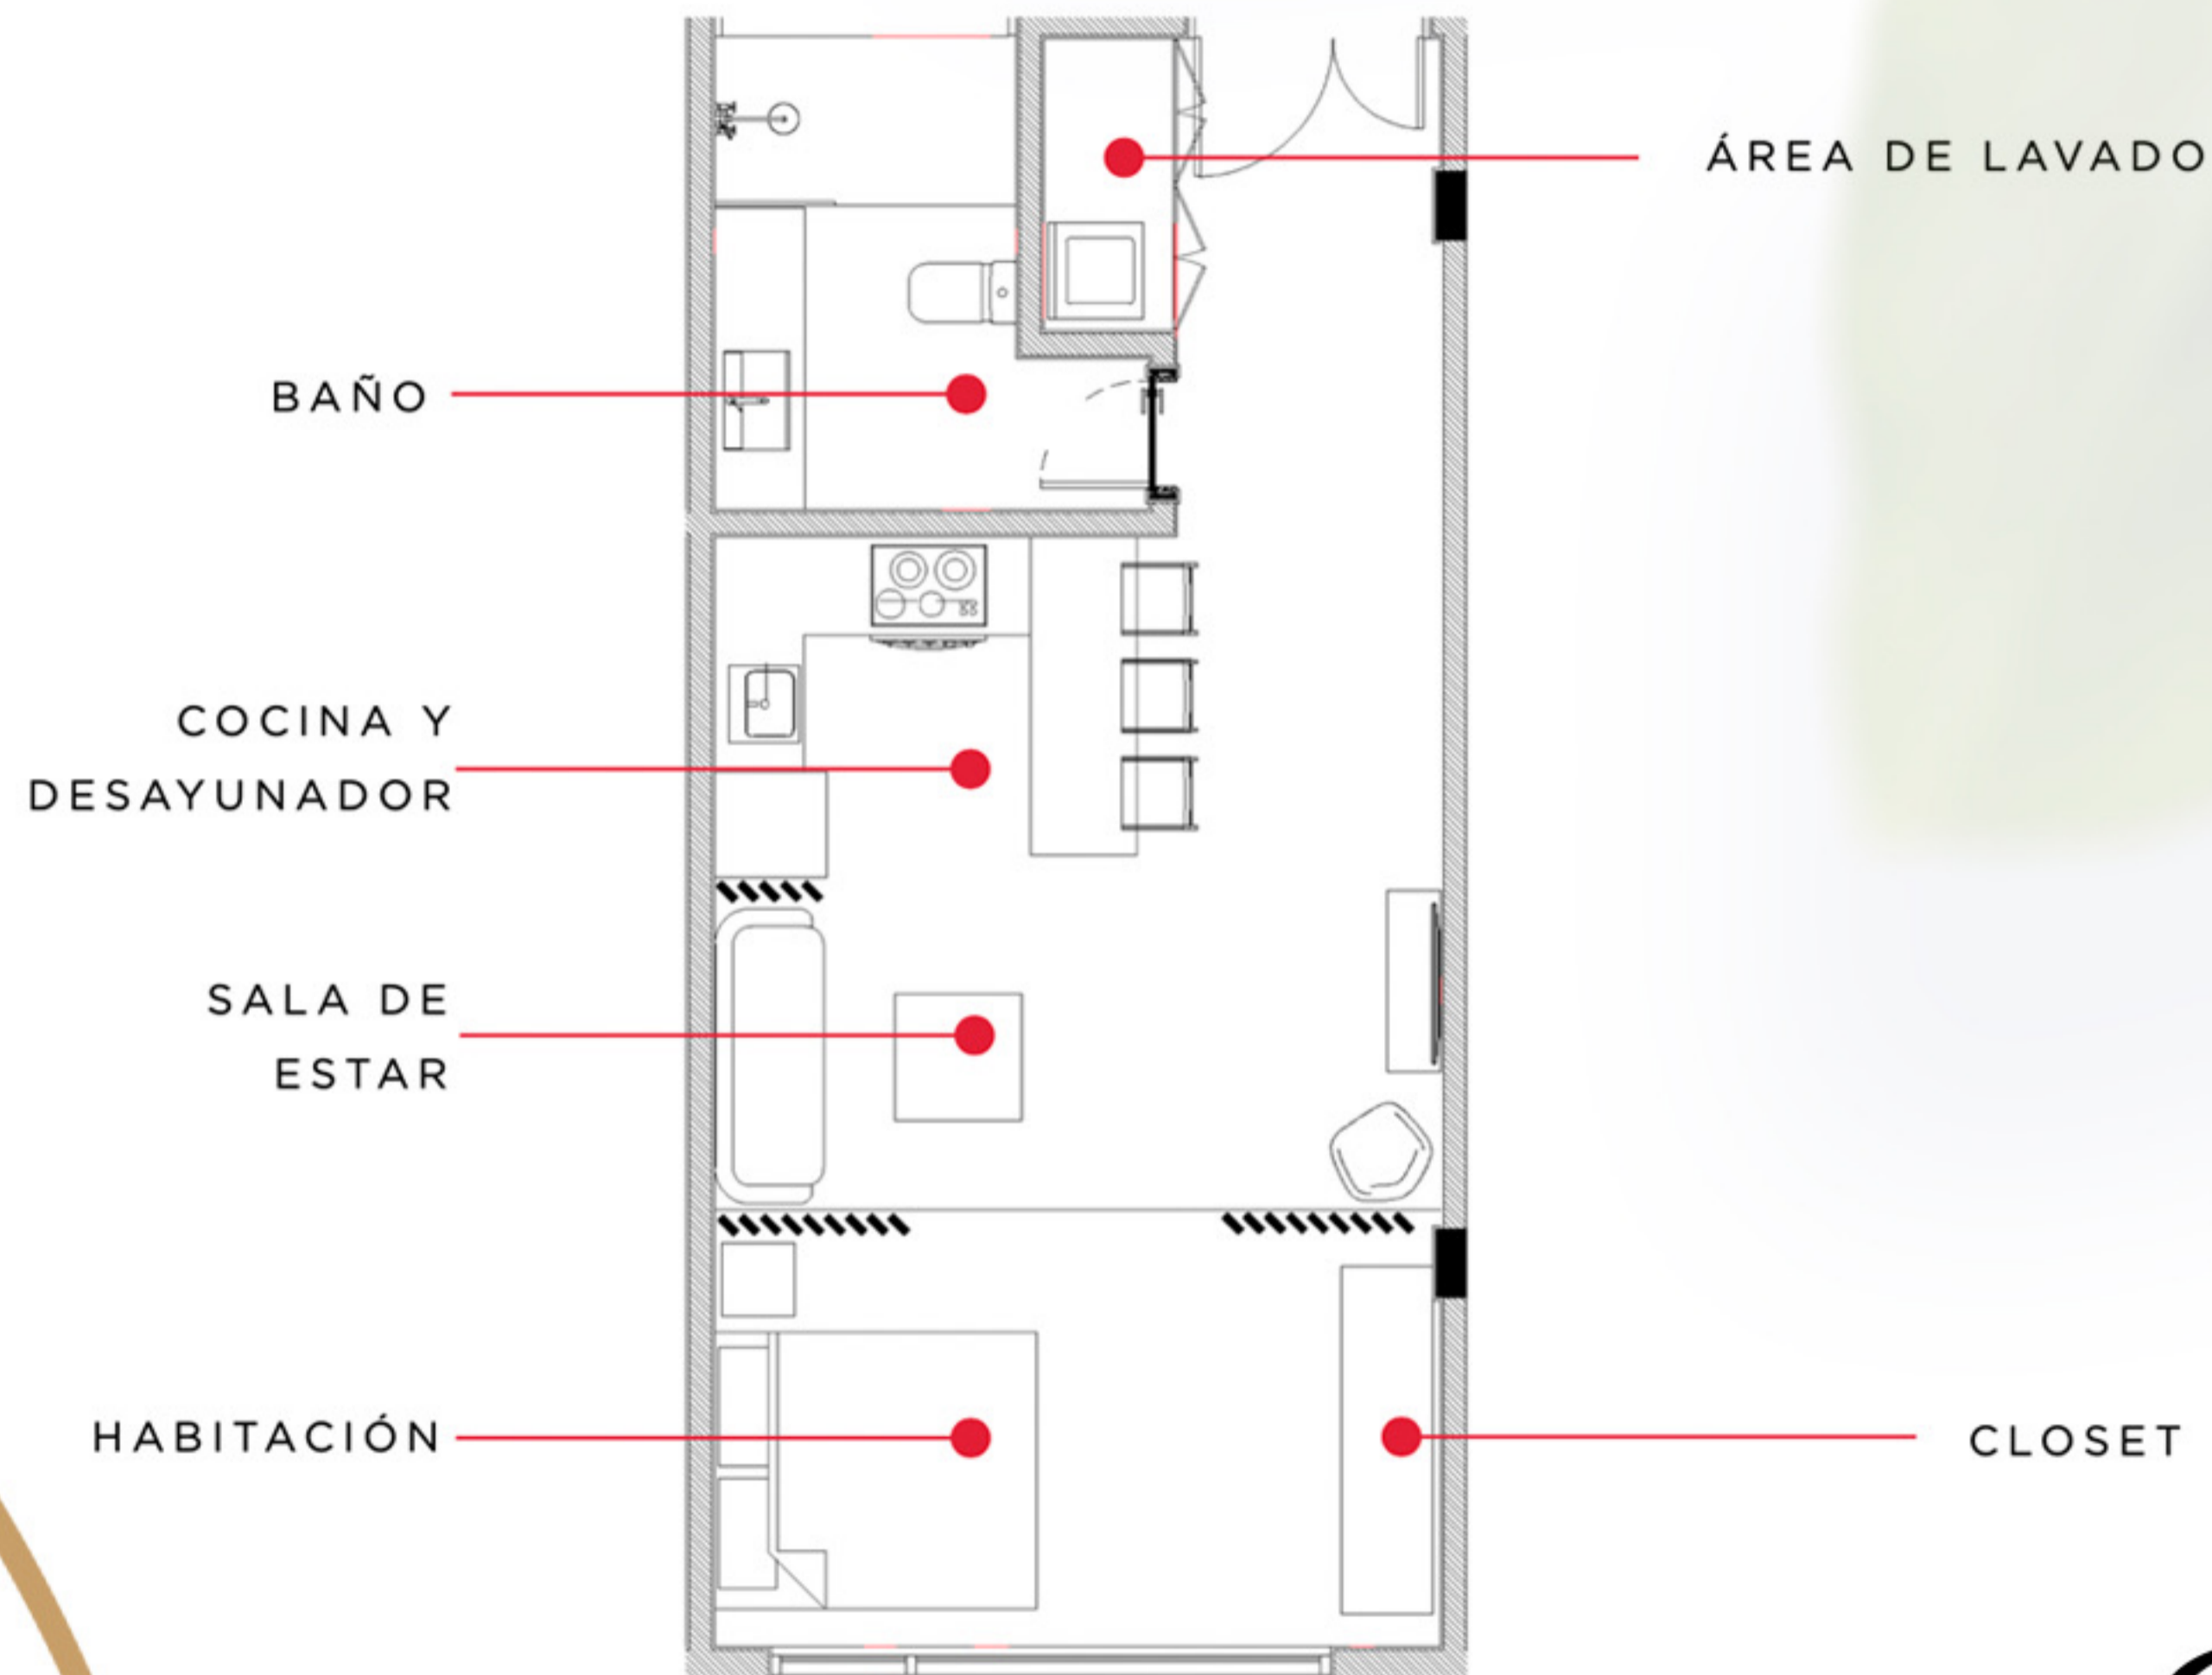 ÁREA DE LAVADO
BAÑO
COCINA Y
DESAYUNADOR
SALA DE
ESTAR
HABITACIÓN
CLOSET